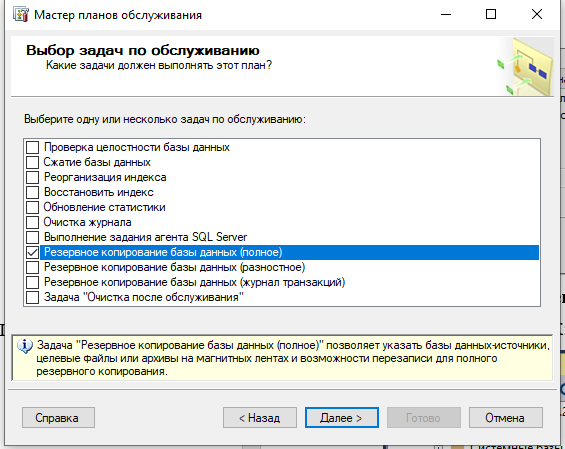 Мастер планов обслуживания
Выбор задач по обслуживанию
Какие задачи должен выполнять этот план?
Выберите одну или несколько задач по обслуживанию:
Проверка целостности базы данных
Сжатие базы данных
Реорганизация индекса
Восстановить индекс
Обновление статистики
Очистка журнала
Выполнение задания агента SQL Server
Резервное копирование базы данных (полное)
Резервное копирование базы данных (разностное)
Резервное копирование базы данных (журнал транзакций)
Задача "Очистка после обслуживания"
Задача "Резервное копирование базы данных (полное)" позволяет указать базы данных-источники,
целевые файлы или архивы на магнитных лентах и возможности перезаписи для полного
резервного копирования.
Справка
< Назад
Далее >
Готово
Отмена